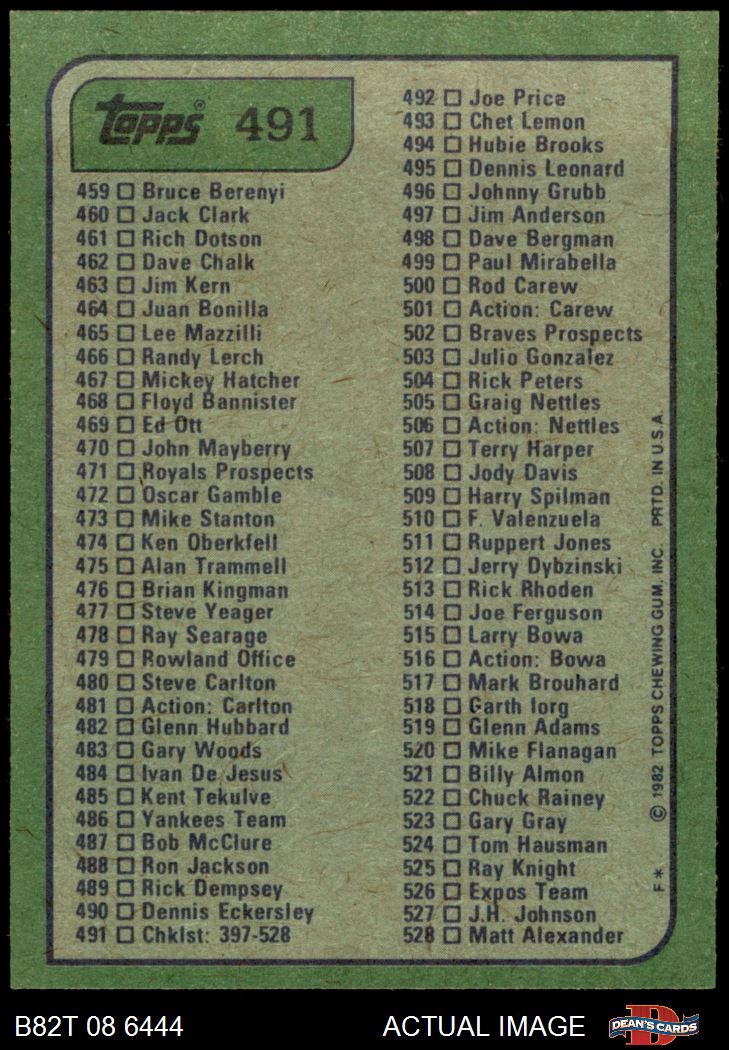 Topps® 491
459 ☐ Bruce Berenyi
460 ☐ Jack Clark
461 ☐ Rich Dotson
462 ☐ Dave Chalk
463 ☐ Jim Kern
464 ☐ Juan Bonilla
465 ☐ Lee Mazzilli
466 ☐ Randy Lerch
467 ☐ Mickey Hatcher
468 ☐ Floyd Bannister
469 ☐ Ed Ott
470 ☐ John Mayberry
471 ☐ Royals Prospects
472 ☐ Oscar Gamble
473 ☐ Mike Stanton
474 ☐ Ken Oberkfell
475 ☐ Alan Trammell
476 ☐ Brian Kingman
477 ☐ Steve Yeager
478 ☐ Ray Searage
479 ☐ Rowland Office
480 ☐ Steve Carlton
481 ☐ Action: Carlton
482 ☐ Glenn Hubbard
483 ☐ Gary Woods
484 ☐ Ivan De Jesus
485 ☐ Kent Tekulve
486 ☐ Yankees Team
487 ☐ Bob McClure
488 ☐ Ron Jackson
489 ☐ Rick Dempsey
490 ☐ Dennis Eckersley
491 ☐ Chklst: 397-528
492 ☐ Joe Price
493 ☐ Chet Lemon
494 ☐ Hubie Brooks
495 ☐ Dennis Leonard
496 ☐ Johnny Grubb
497 ☐ Jim Anderson
498 ☐ Dave Bergman
499 ☐ Paul Mirabella
500 ☐ Rod Carew
501 ☐ Action: Carew
502 ☐ Braves Prospects
503 ☐ Julio Gonzalez
504 ☐ Rick Peters
505 ☐ Graig Nettles
506 ☐ Action: Nettles
507 ☐ Terry Harper
508 ☐ Jody Davis
509 ☐ Harry Spilman
510 ☐ F. Valenzuela
511 ☐ Ruppert Jones
512 ☐ Jerry Dybzinski
513 ☐ Rick Rhoden
514 ☐ Joe Ferguson
515 ☐ Larry Bowa
516 ☐ Action: Bowa
517 ☐ Mark Brouhard
518 ☐ Garth Iorg
519 ☐ Glenn Adams
520 ☐ Mike Flanagan
521 ☐ Billy Almon
522 ☐ Chuck Rainey
523 ☐ Gary Gray
524 ☐ Tom Hausman
525 ☐ Ray Knight
526 ☐ Expos Team
527 ☐ J.H. Johnson
528 ☐ Matt Alexander
F* © 1982 TOPPS CHEWING GUM, INC. PRTD. IN U.S.A.
B82T 08 6444 ACTUAL IMAGE D DEAN'S CARDS